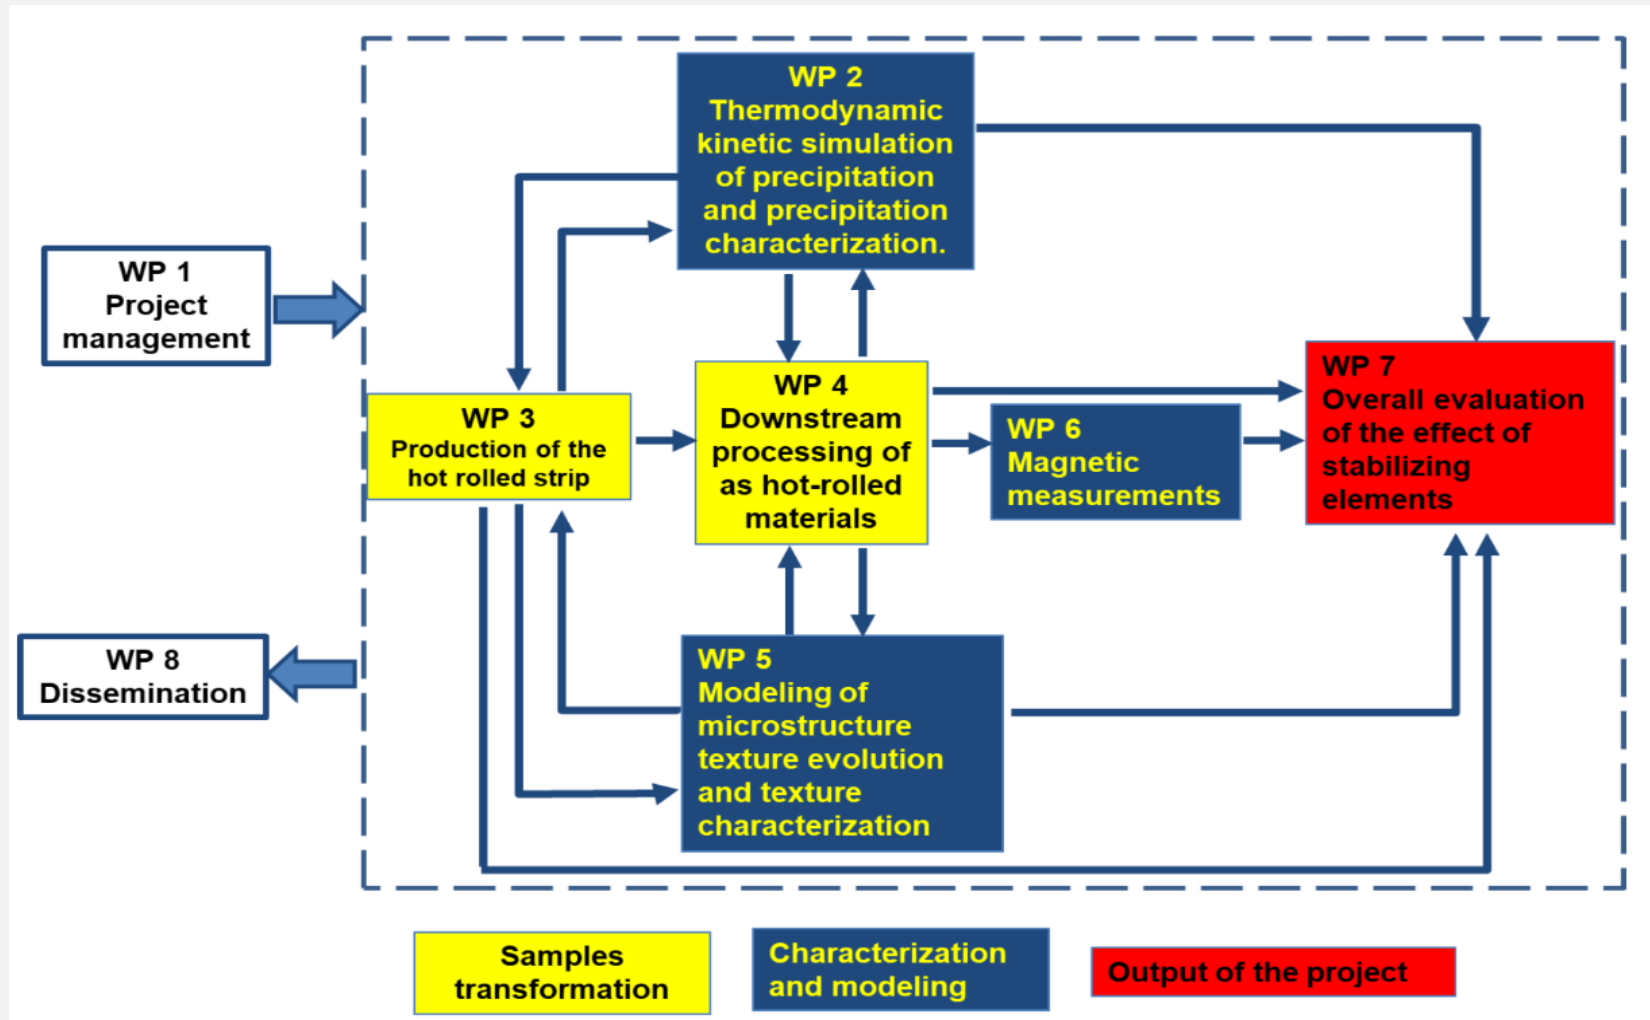 WP 2
Thermodynamic
kinetic simulation
of precipitation
and precipitation
characterization.
WP 1
Project
management
WP 3
Production of the
hot rolled strip
WP 4
Downstream
processing of
as hot-rolled
materials
WP 6
Magnetic
measurements
WP 7
Overall evaluation
of the effect of
stabilizing
elements
WP 8
Dissemination
WP 5
Modeling of
microstructure
texture evolution
and texture
characterization
Samples
transformation
Characterization
and modeling
Output of the project